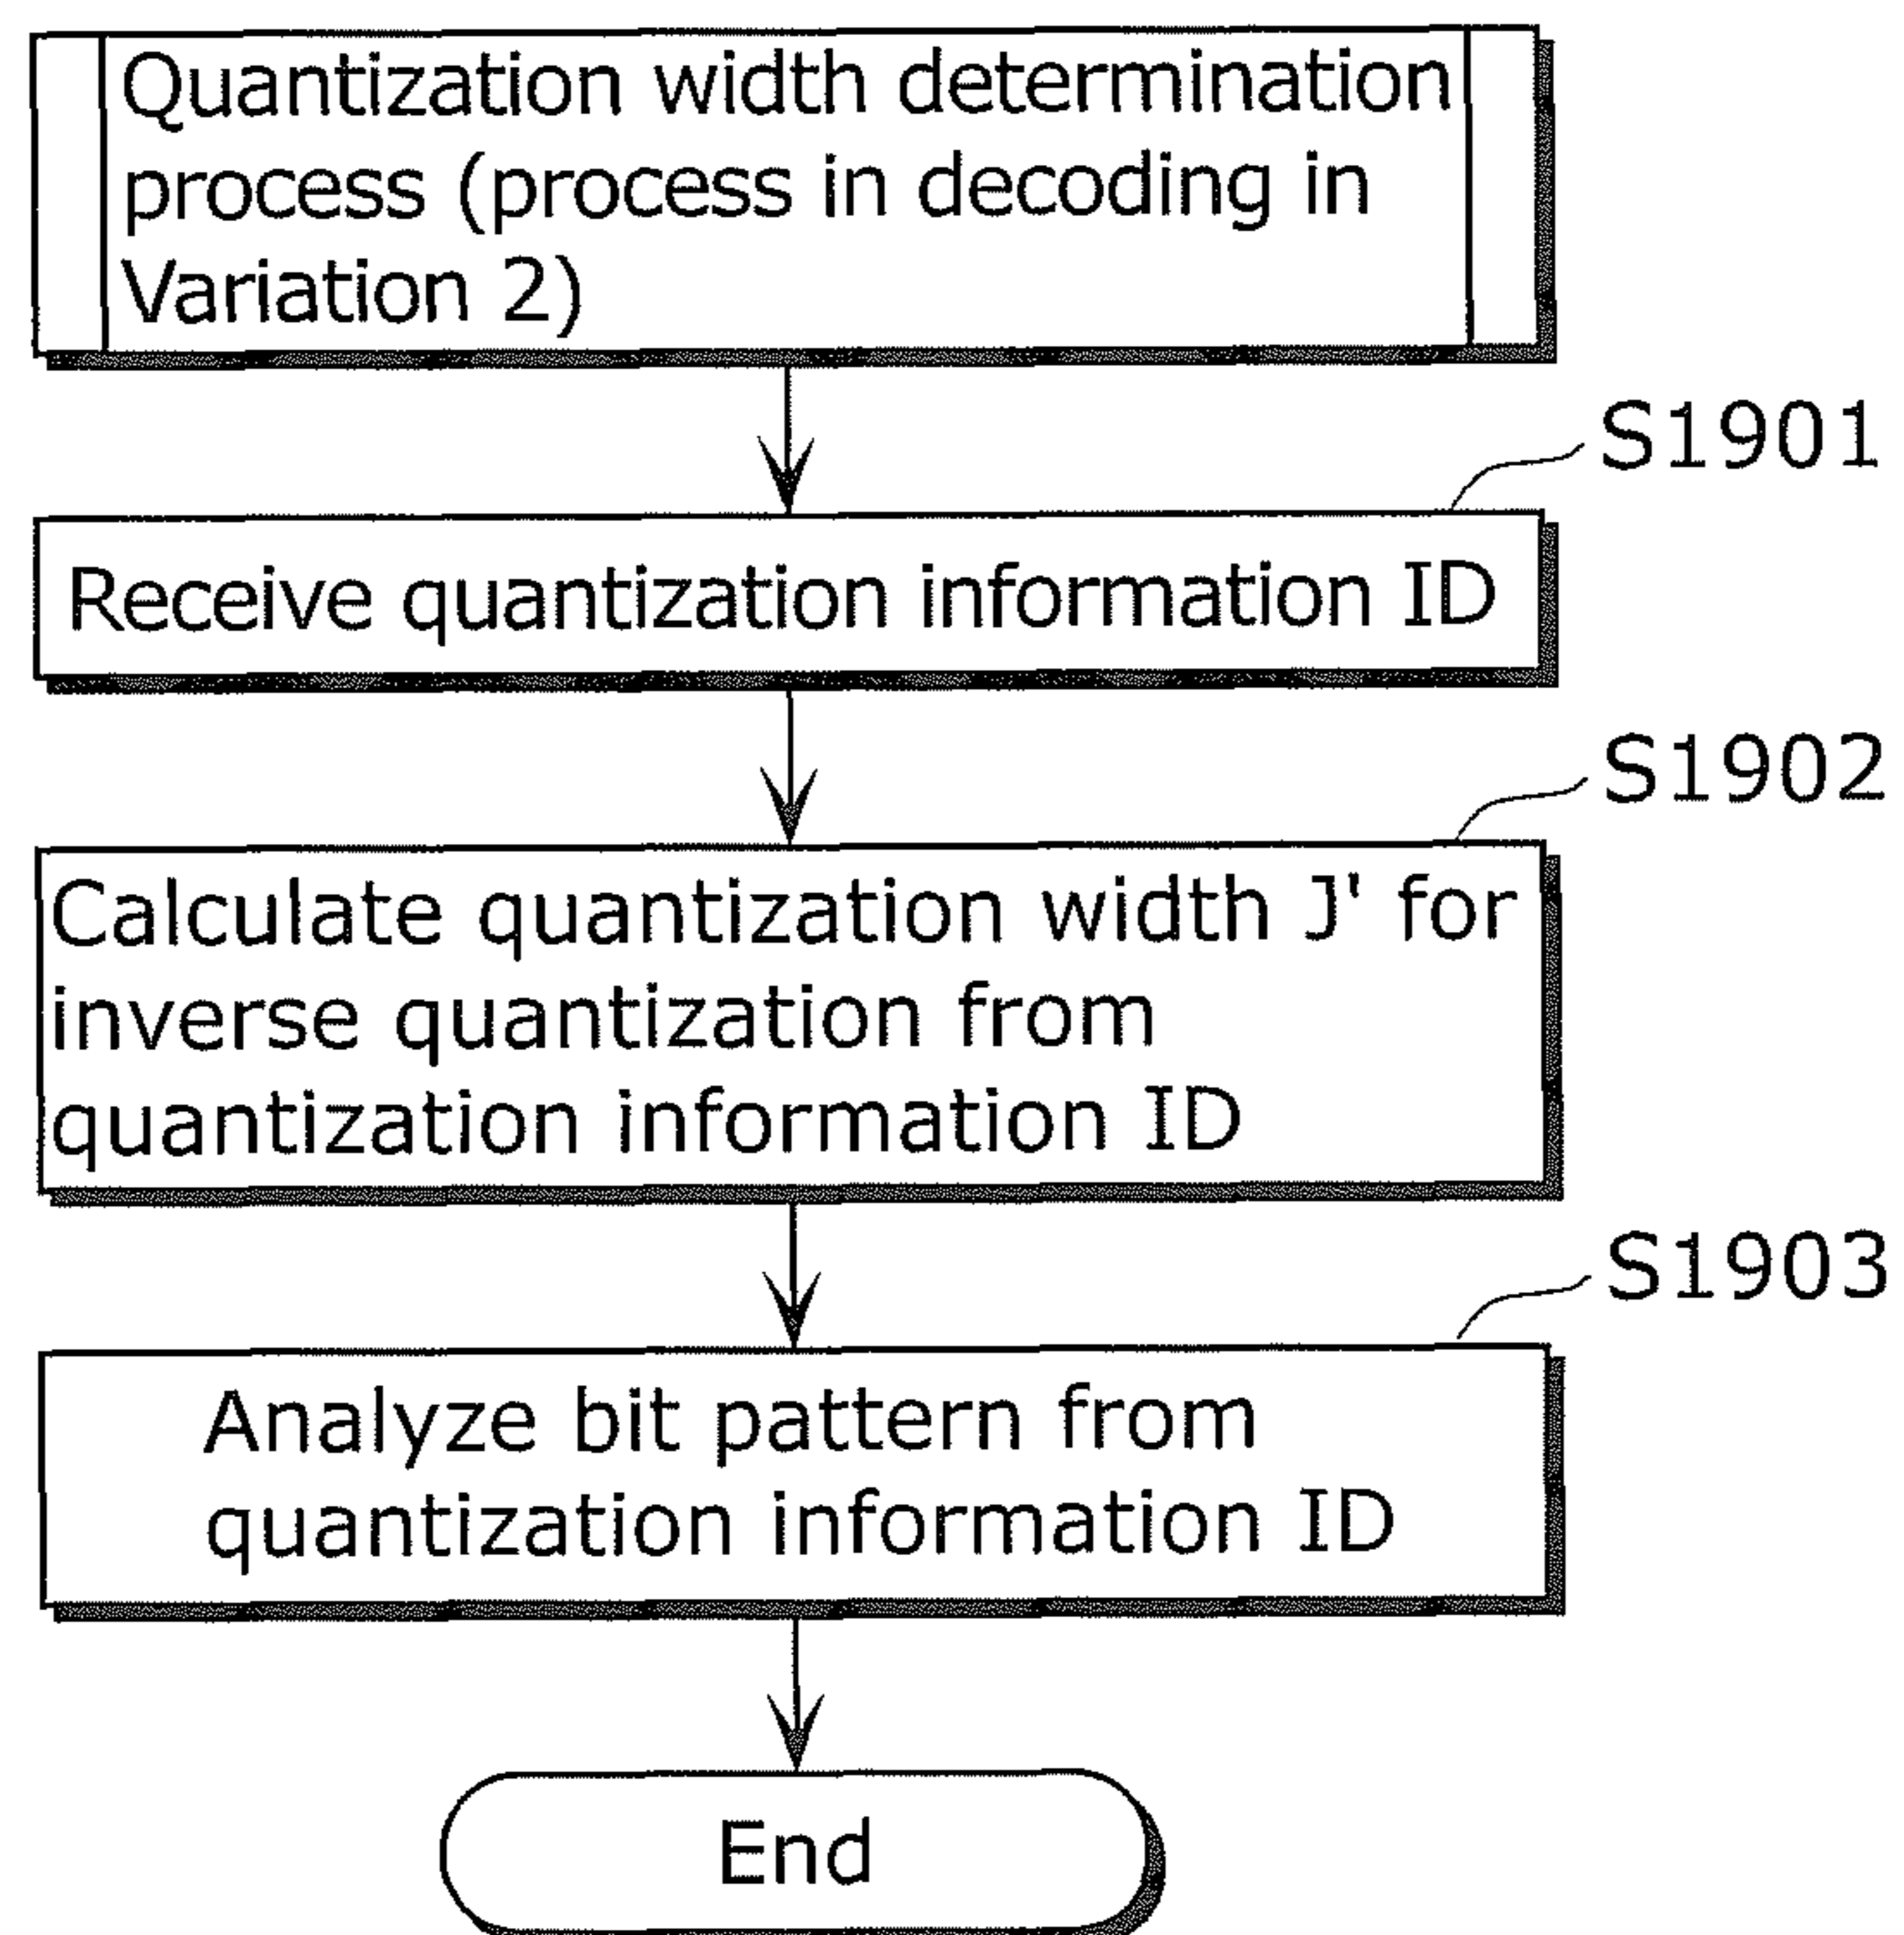 Quantization width determination
process (process in decoding in
Variation 2)
S1901
Receive quantization information ID
S1902
Calculate quantization width J' for
inverse quantization from
quantization information ID
S1903
Analyze bit pattern from
quantization information ID
End